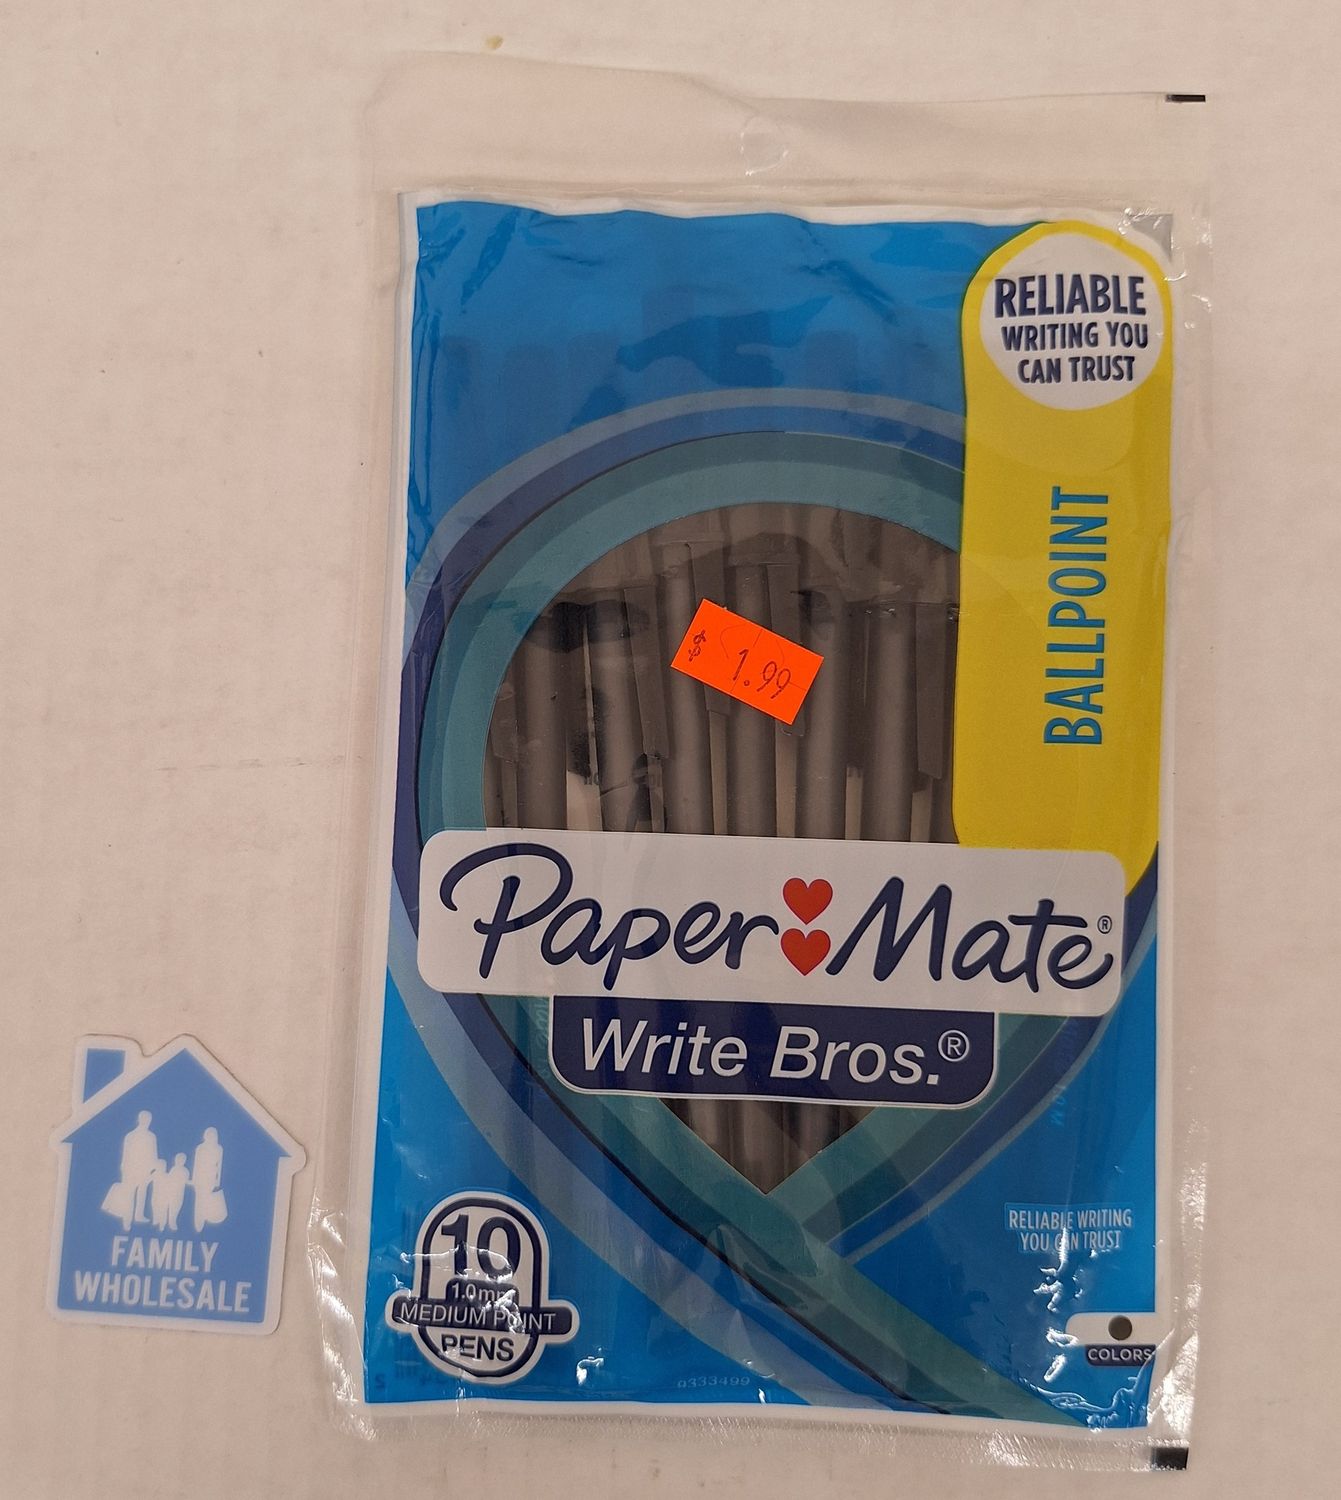 RELIABLE
WRITING YOU
CAN TRUST
BALLPOINT
$ 1.99
Paper Mate®
Write Bros.®
10
1.0mm
MEDIUM POINT
PENS
RELIABLE WRITING
YOU CAN TRUST
COLORS
FAMILY
WHOLESALE